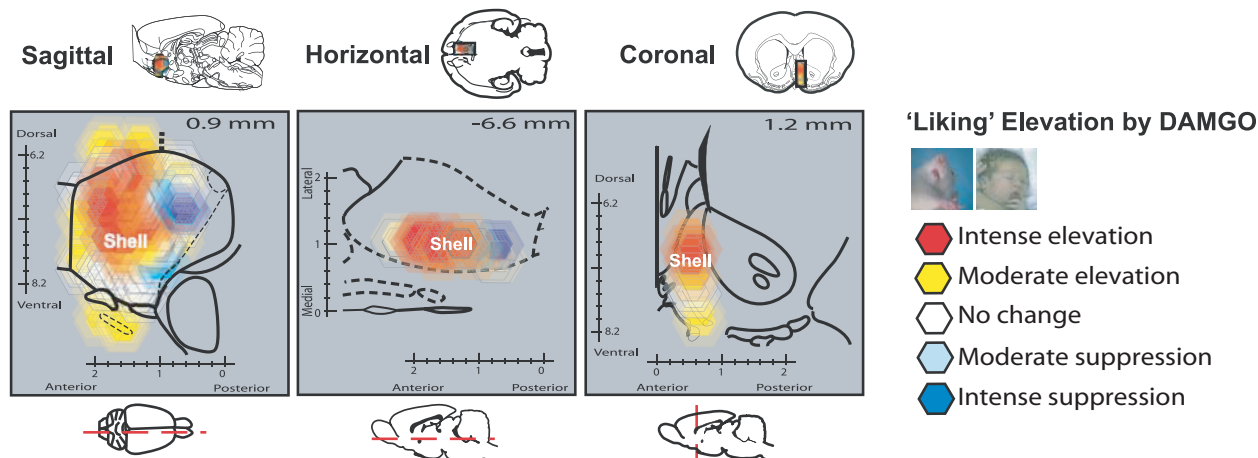 Sagittal
Horizontal
Coronal
0.9 mm
Dorsal
6.2
Shell
8.2
Ventral
2
1
0
Anterior
Posterior
-6.6 mm
Lateral
2
1
Shell
Medial
0
2
1
0
Anterior
Posterior
1.2 mm
Dorsal
6.2
Shell
8.2
Ventral
0
1
2
Anterior
Posterior
‘Liking’ Elevation by DAMGO
Intense elevation
Moderate elevation
No change
Moderate suppression
Intense suppression